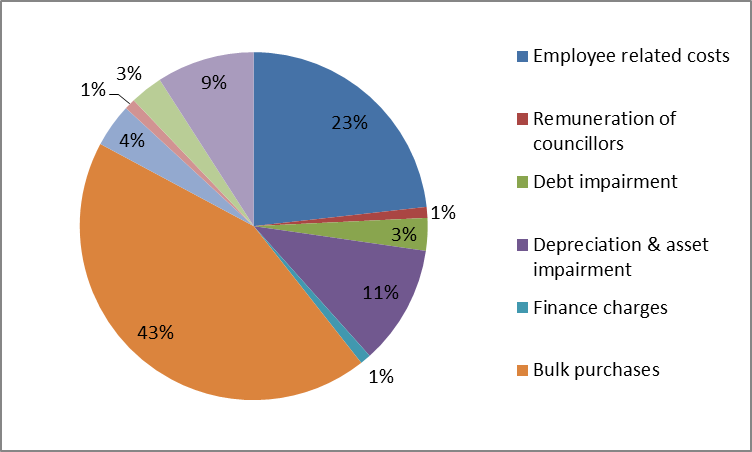 23%
1%
3%
11%
1%
43%
4%
1%
3%
9%
Employee related costs
Remuneration of
councillors
Debt impairment
Depreciation & asset
impairment
Finance charges
Bulk purchases